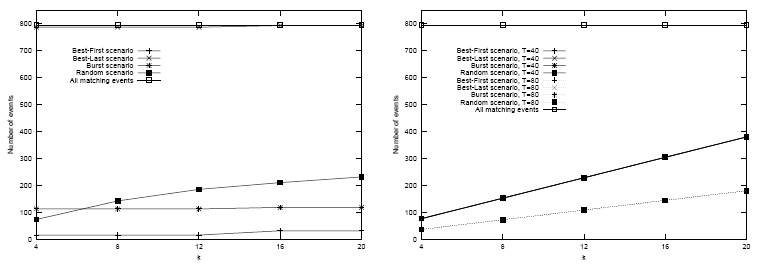 800
700
600
500
400
300
200
100
0
Number of events
4
8
12
16
20
k
Best-First scenario
Best-Last scenario
Burst scenario
Random scenario
All matching events
800
700
600
500
400
300
200
100
0
Number of events
4
8
12
16
20
k
Best-First scenario, T=40
Best-Last scenario, T=40
Burst scenario, T=40
Random scenario, T=40
Best-First scenario, T=80
Best-Last scenario, T=80
Burst scenario, T=80
Random scenario, T=80
All matching events